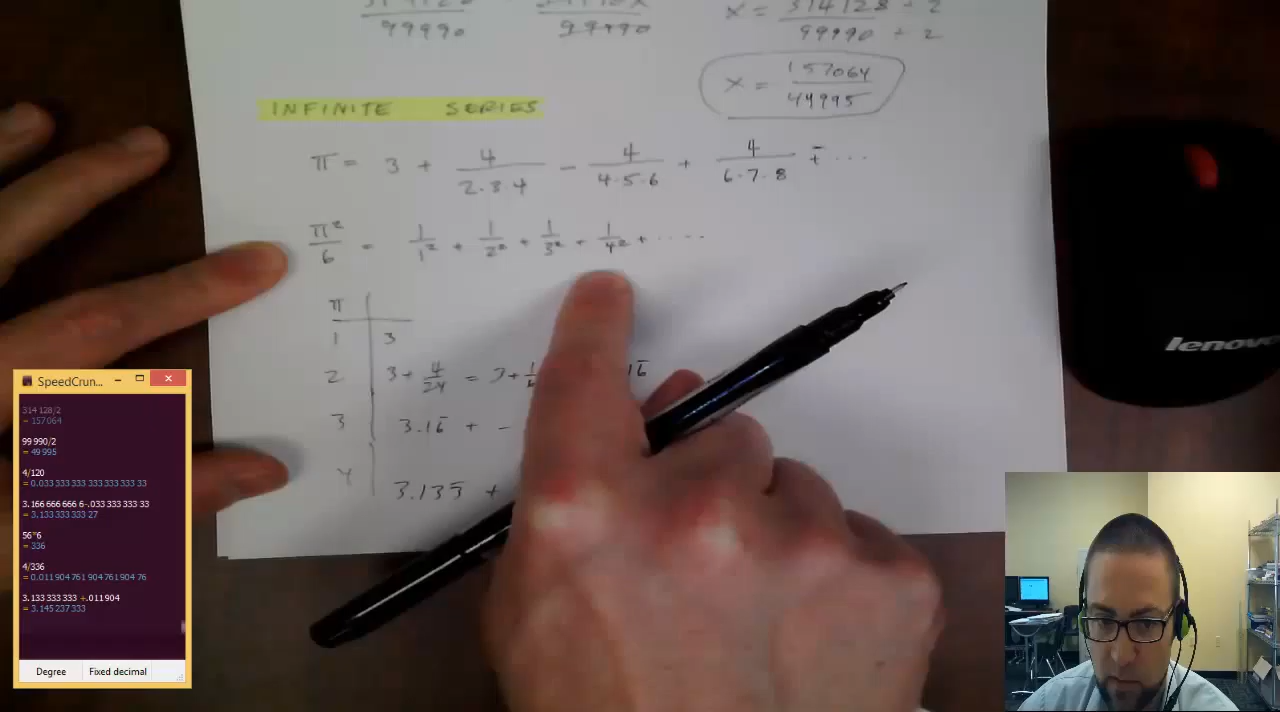 99990 99990 99990 ÷ 2
x = 157064/44995
INFINITE SERIES
π = 3 + 4/2·3·4 - 4/4·5·6 + 4/6·7·8 ∓ ...
π²/6 = 1/1² + 1/2² + 1/3² + 1/4² + .....
π
1 3
2 3 + 4/24 = 3 + 1/6
3 3.16 + -
4 3.133 +
lenovo
SpeedCrun...
314 128/2
= 157 064
99 990/2
= 49 995
4/120
= 0.033 333 333 333 333 333 33
3.166 666 666 6-.033 333 333 33
= 3.133 333 333 27
56*6
= 336
4/336
= 0.011 904 761 904 761 904 76
3.133 333 333 +.011 904
= 3.145 237 333
Degree Fixed decimal